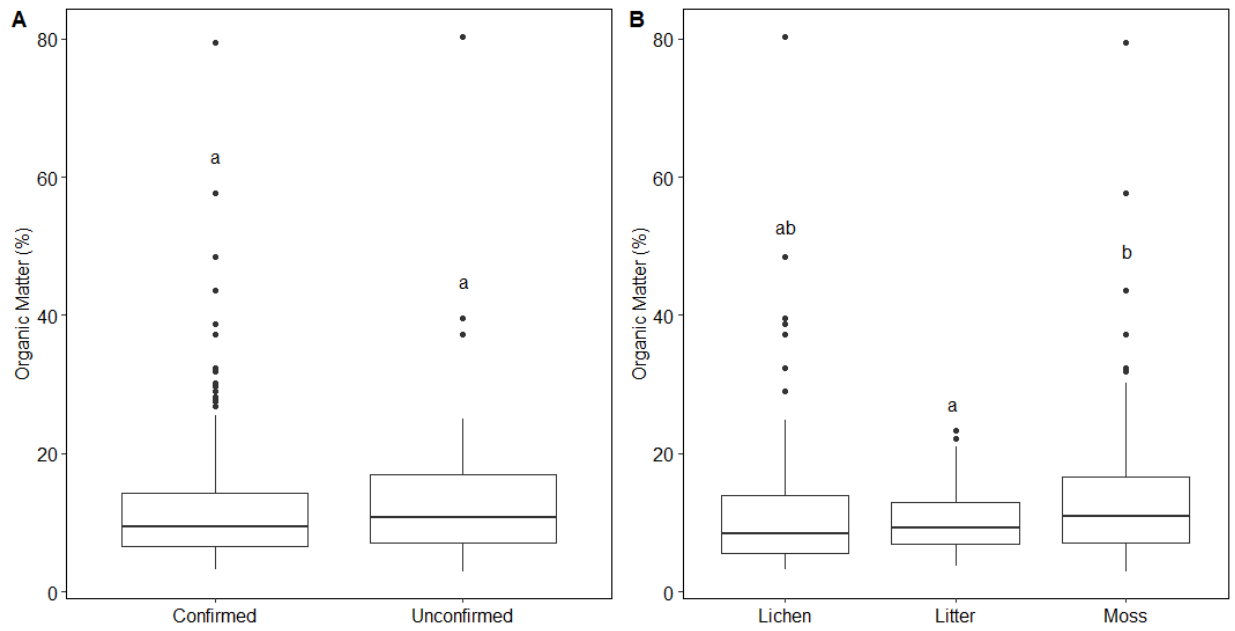 A
Organic Matter (%)
80
60
40
20
0
a
a
Confirmed
Unconfirmed
B
Organic Matter (%)
80
60
40
20
0
ab
a
b
Lichen
Litter
Moss